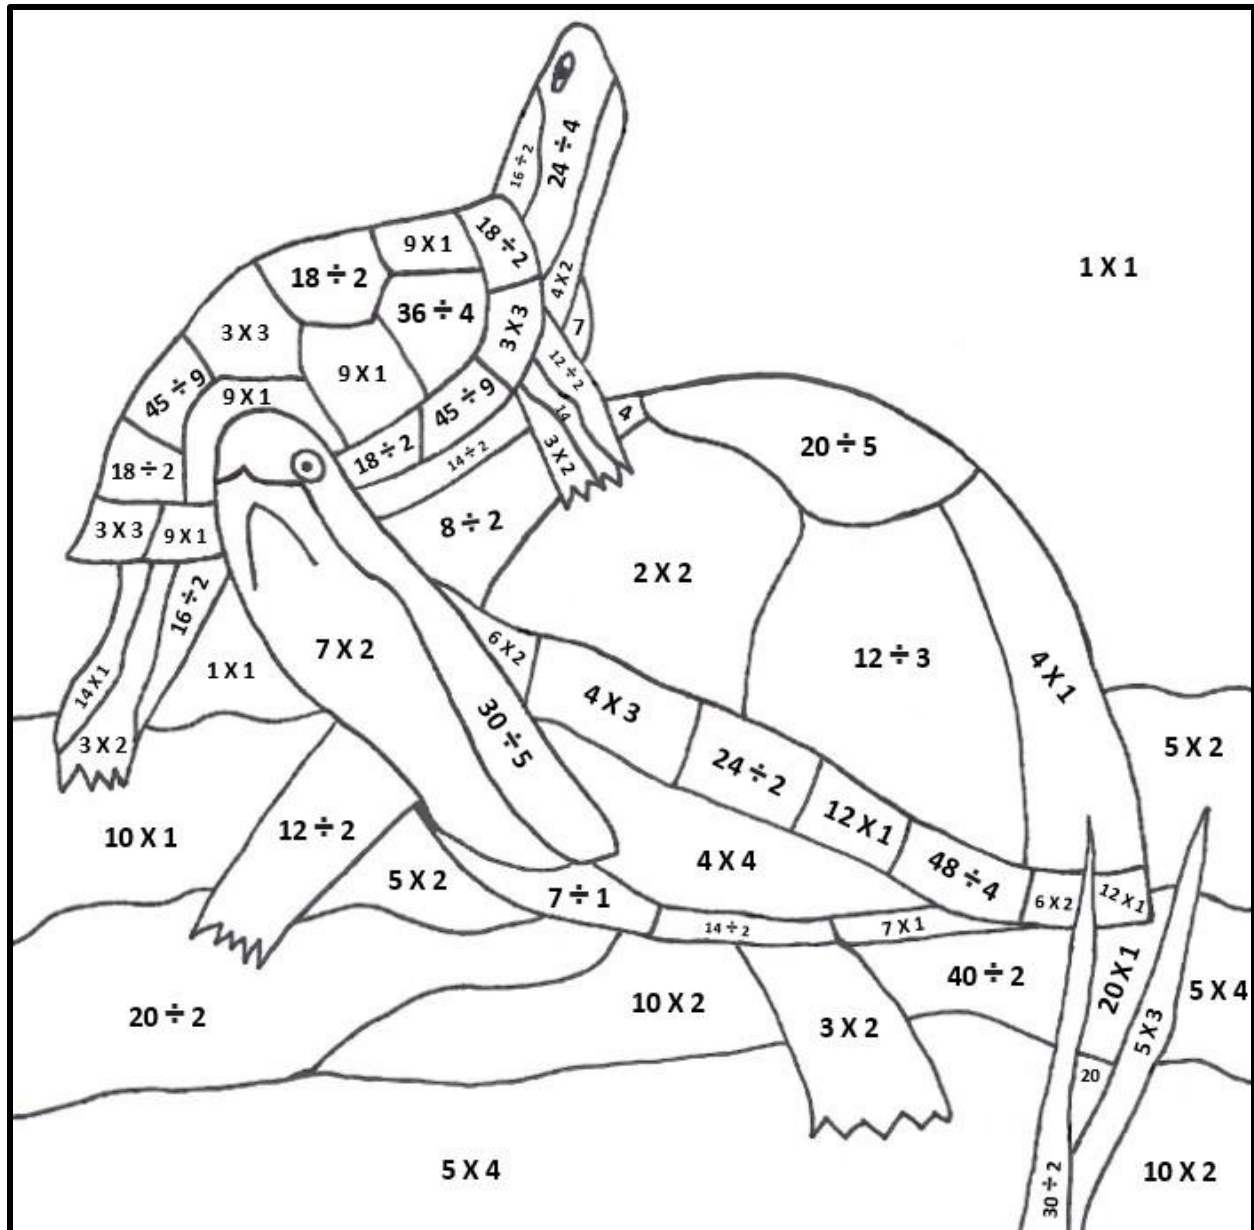 16 ÷ 2
24 ÷ 4
9 X 1
18 ÷ 2
1 X 1
18 ÷ 2
4 X 2
36 ÷ 4
3 X 3
7
3 X 3
9 X 1
12 ÷ 2
45 ÷ 9
9 X 1
45 ÷ 9
14
4
20 ÷ 5
18 ÷ 2
18 ÷ 2
14 ÷ 2
3 X 2
3 X 3
9 X 1
8 ÷ 2
2 X 2
16 ÷ 2
7 X 2
6 X 2
12 ÷ 3
4 X 1
14 X 1
1 X 1
4 X 3
3 X 2
30 ÷ 5
24 ÷ 2
5 X 2
10 X 1
12 ÷ 2
12 X 1
5 X 2
4 X 4
48 ÷ 4
7 ÷ 1
6 X 2
12 X 1
14 ÷ 2
7 X 1
20 ÷ 2
10 X 2
3 X 2
40 ÷ 2
20 X 1
5 X 4
5 X 3
20
5 X 4
30 ÷ 2
10 X 2